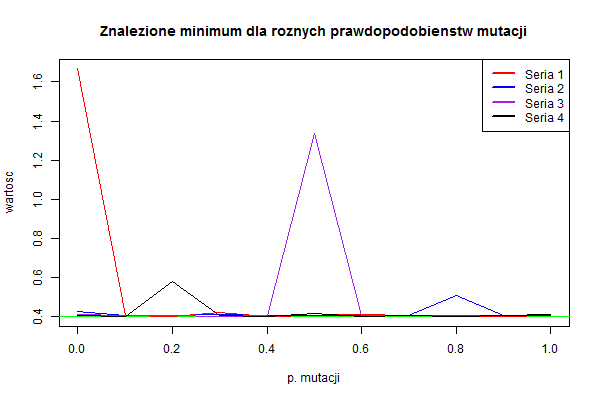 Znalezione minimum dla roznych prawdopodobienstw mutacji
Seria 1
Seria 2
Seria 3
Seria 4
wartosc
1.6
1.4
1.2
1.0
0.8
0.6
0.4
0.0 0.2 0.4 0.6 0.8 1.0
p. mutacji